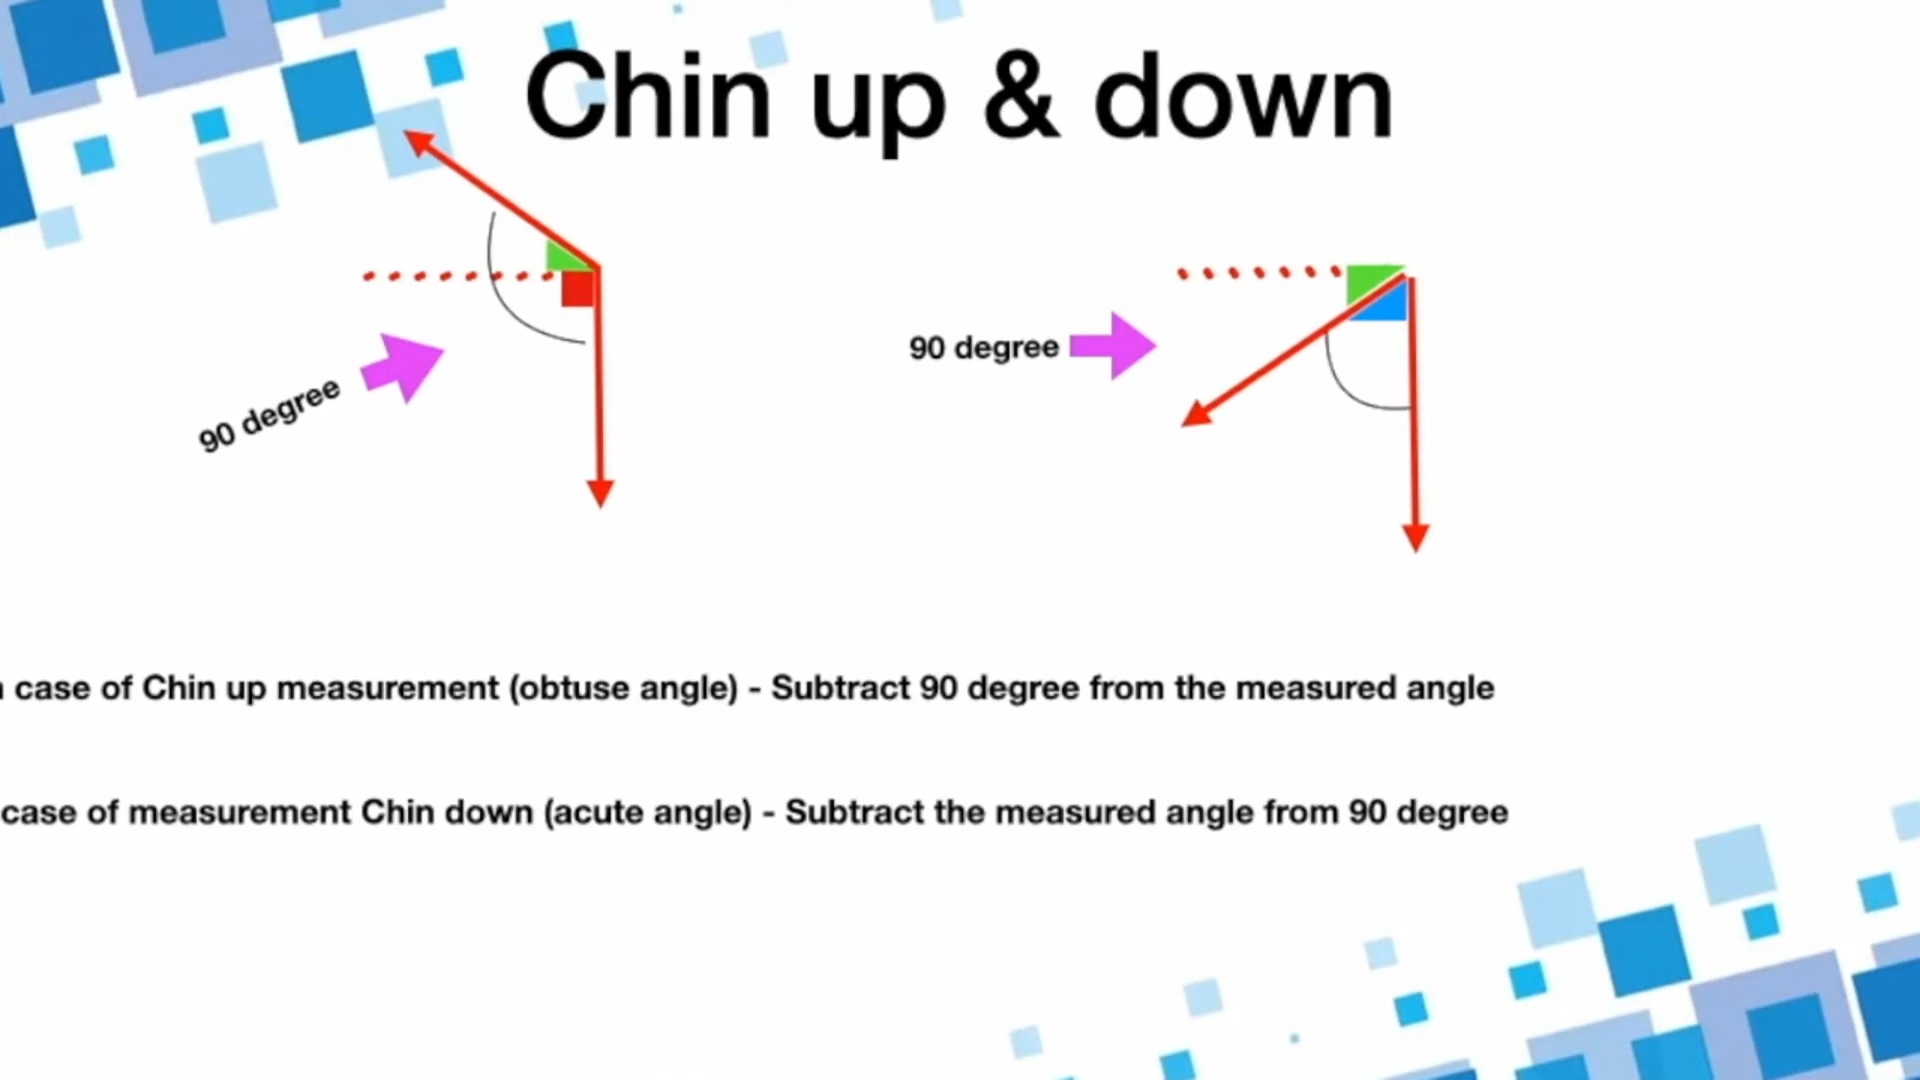 Chin up & down
90 degree
90 degree
case of Chin up measurement (obtuse angle) - Subtract 90 degree from the measured angle
case of measurement Chin down (acute angle) - Subtract the measured angle from 90 degree